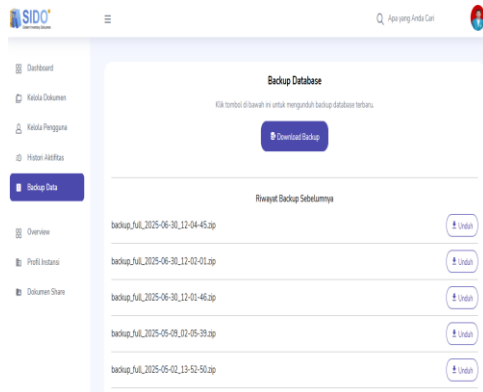 SIDO
Apa yang Anda Cari
Dashboard
Kelola Dokumen
Kelola Pengguna
Histori Aktifitas
Backup Data
Overview
Profil Instansi
Dokumen Share
Backup Database
Klik tombol di bawah ini untuk mengunduh backup database terbaru.
Download Backup
Riwayat Backup Sebelumnya
backup_full_2025-06-30_12-04-45.zip
Unduh
backup_full_2025-06-30_12-02-01.zip
Unduh
backup_full_2025-06-30_12-01-46.zip
Unduh
backup_full_2025-05-09_02-05-39.zip
Unduh
backup_full_2025-05-02_13-52-50.zip
Unduh